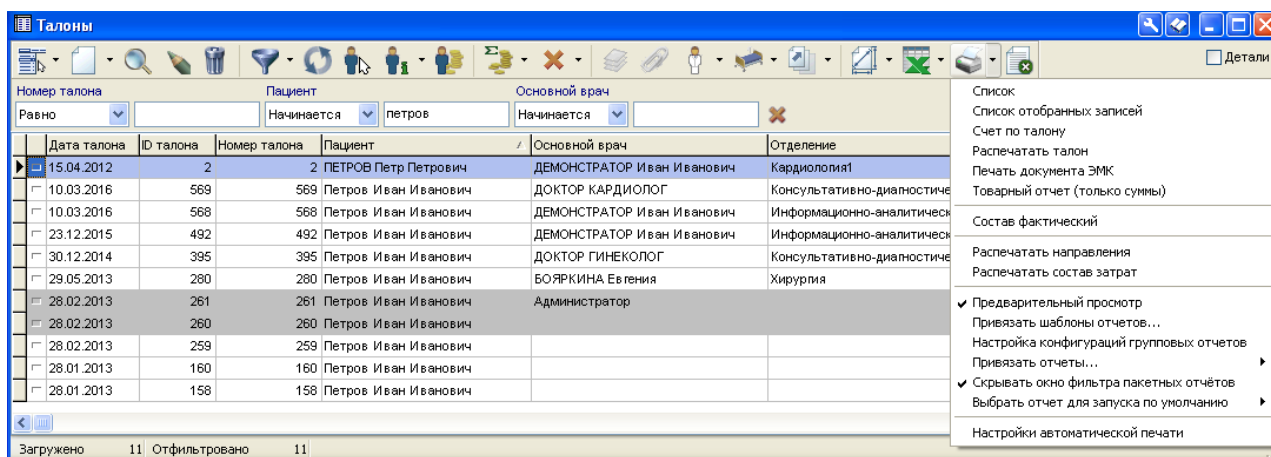 Талоны
Детали
Номер талона Пациент Основной врач
Равно Начинается петров Начинается
Дата талона ID талона Номер талона Пациент Основной врач Отделение
15.04.2012 2 2 ПЕТРОВ Петр Петрович ДЕМОНСТРАТОР Иван Иванович Кардиология1
10.03.2016 569 569 Петров Иван Иванович ДОКТОР КАРДИОЛОГ Консультативно-диагностиче
10.03.2016 568 568 Петров Иван Иванович ДЕМОНСТРАТОР Иван Иванович Информационно-аналитическ
23.12.2015 492 492 Петров Иван Иванович ДЕМОНСТРАТОР Иван Иванович Информационно-аналитическ
30.12.2014 395 395 Петров Иван Иванович ДОКТОР ГИНЕКОЛОГ Консультативно-диагностиче
29.05.2013 280 280 Петров Иван Иванович БОЯРКИНА Евгения Хирургия
28.02.2013 261 261 Петров Иван Иванович Администратор
28.02.2013 260 260 Петров Иван Иванович
28.02.2013 259 259 Петров Иван Иванович
28.01.2013 160 160 Петров Иван Иванович
28.01.2013 158 158 Петров Иван Иванович
Загружено 11 Отфильтровано 11
Список
Список отобранных записей
Счет по талону
Распечатать талон
Печать документа ЭМК
Товарный отчет (только суммы)
Состав фактический
Распечатать направления
Распечатать состав затрат
Предварительный просмотр
Привязать шаблоны отчетов...
Настройка конфигураций групповых отчетов
Привязать отчеты...
Скрывать окно фильтра пакетных отчётов
Выбрать отчет для запуска по умолчанию
Настройки автоматической печати